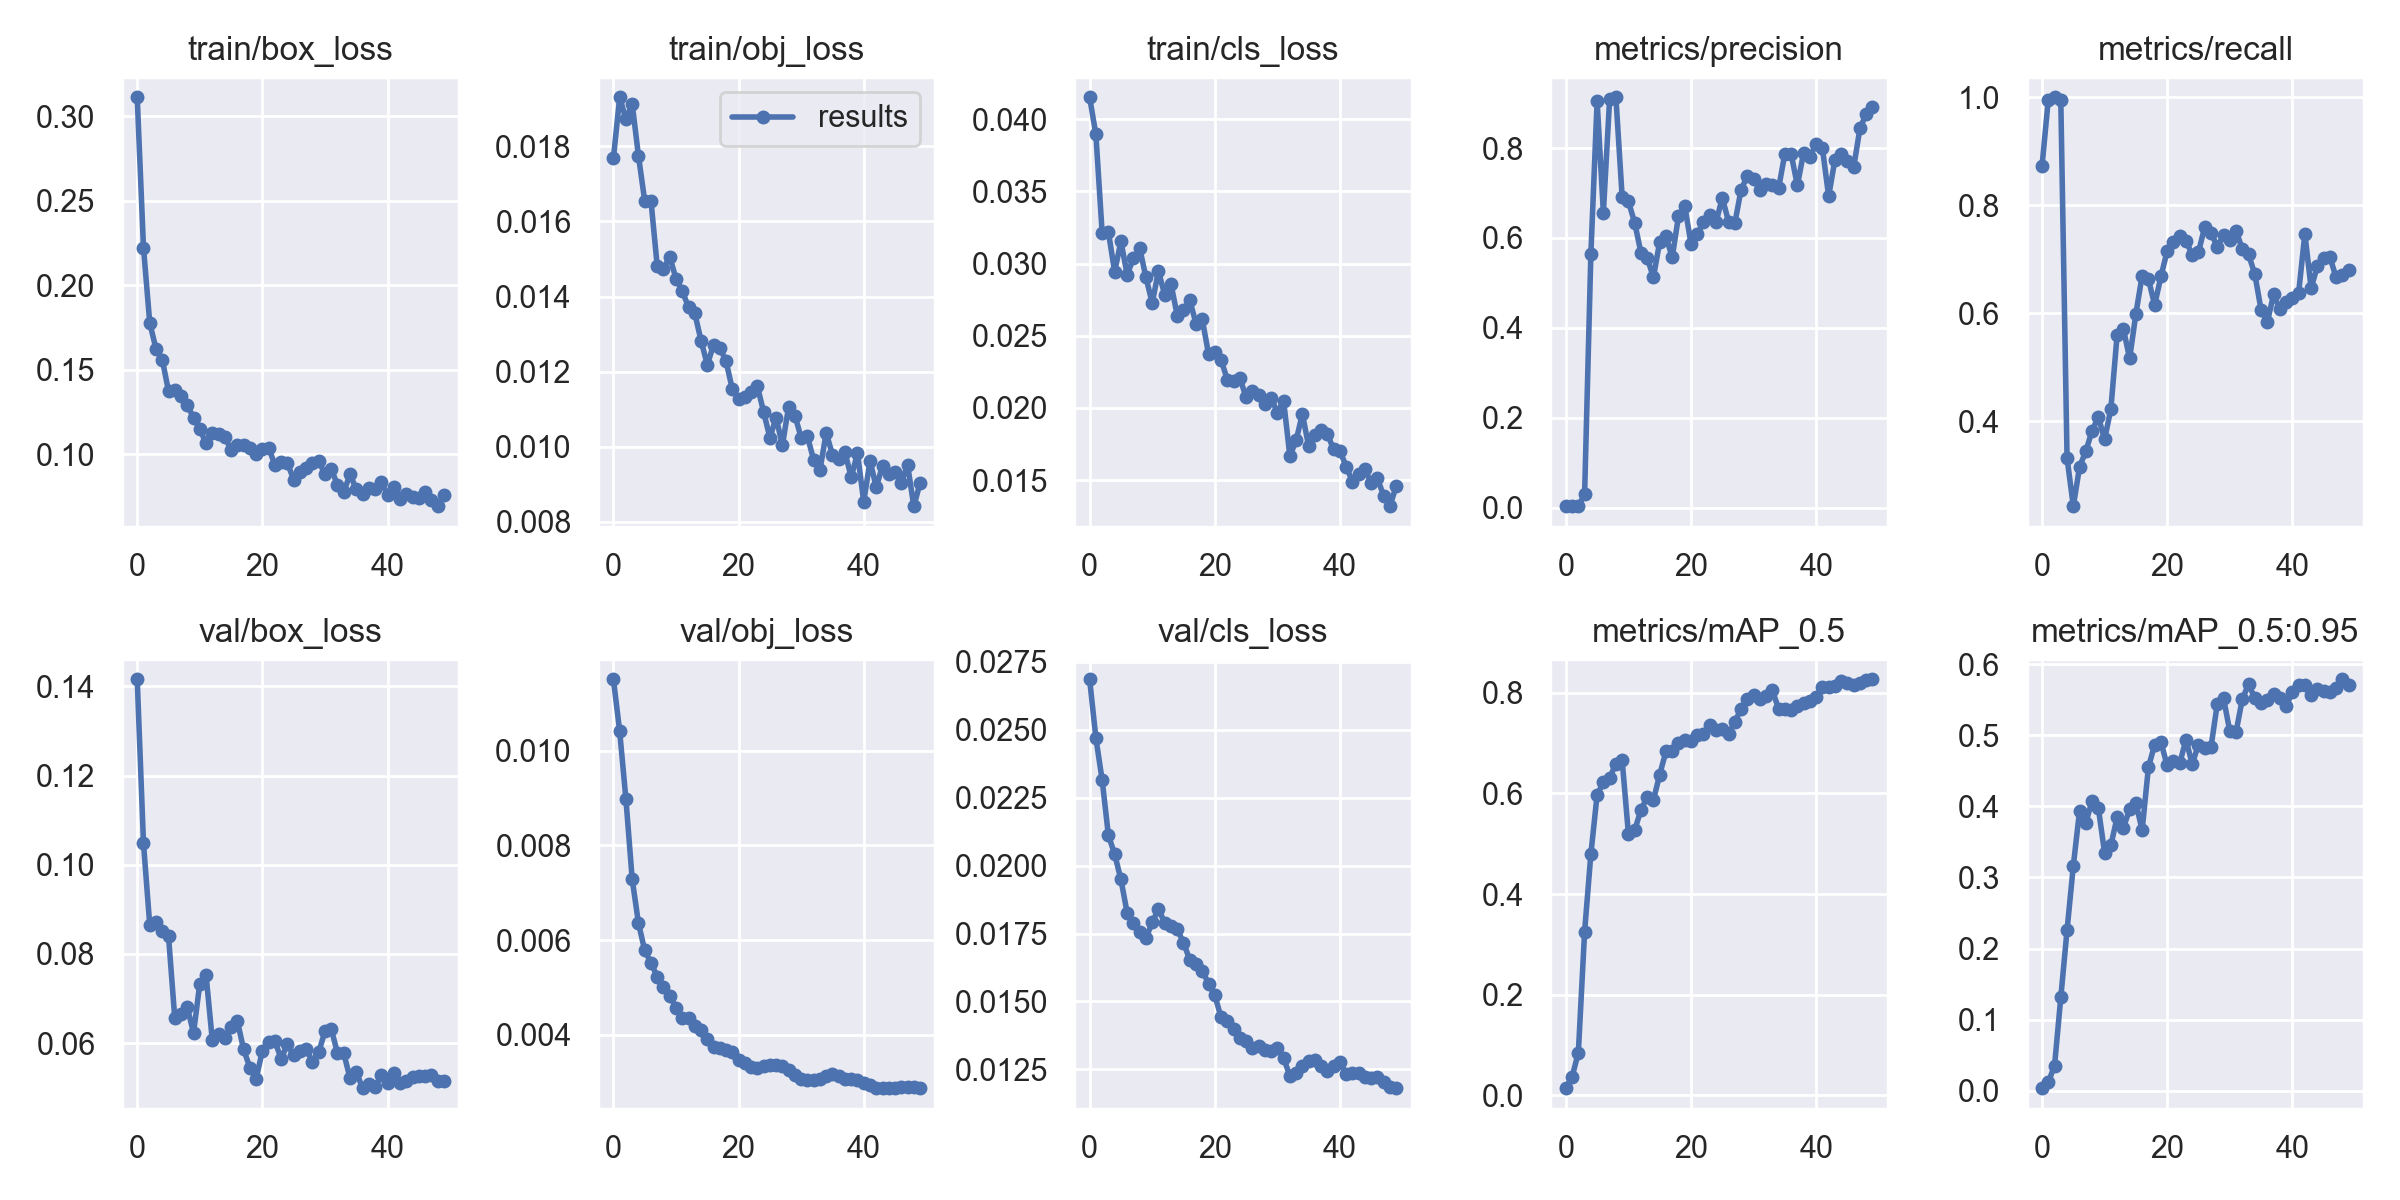 train/box_loss
0.30
0.25
0.20
0.15
0.10
0 20 40
train/obj_loss
results
0.018
0.016
0.014
0.012
0.010
0.008
0 20 40
train/cls_loss
0.040
0.035
0.030
0.025
0.020
0.015
0 20 40
metrics/precision
0.8
0.6
0.4
0.2
0.0
0 20 40
metrics/recall
1.0
0.8
0.6
0.4
0 20 40
val/box_loss
0.14
0.12
0.10
0.08
0.06
0 20 40
val/obj_loss
0.010
0.008
0.006
0.004
0 20 40
val/cls_loss
0.0275
0.0250
0.0225
0.0200
0.0175
0.0150
0.0125
0 20 40
metrics/mAP_0.5
0.8
0.6
0.4
0.2
0.0
0 20 40
metrics/mAP_0.5:0.95
0.6
0.5
0.4
0.3
0.2
0.1
0.0
0 20 40